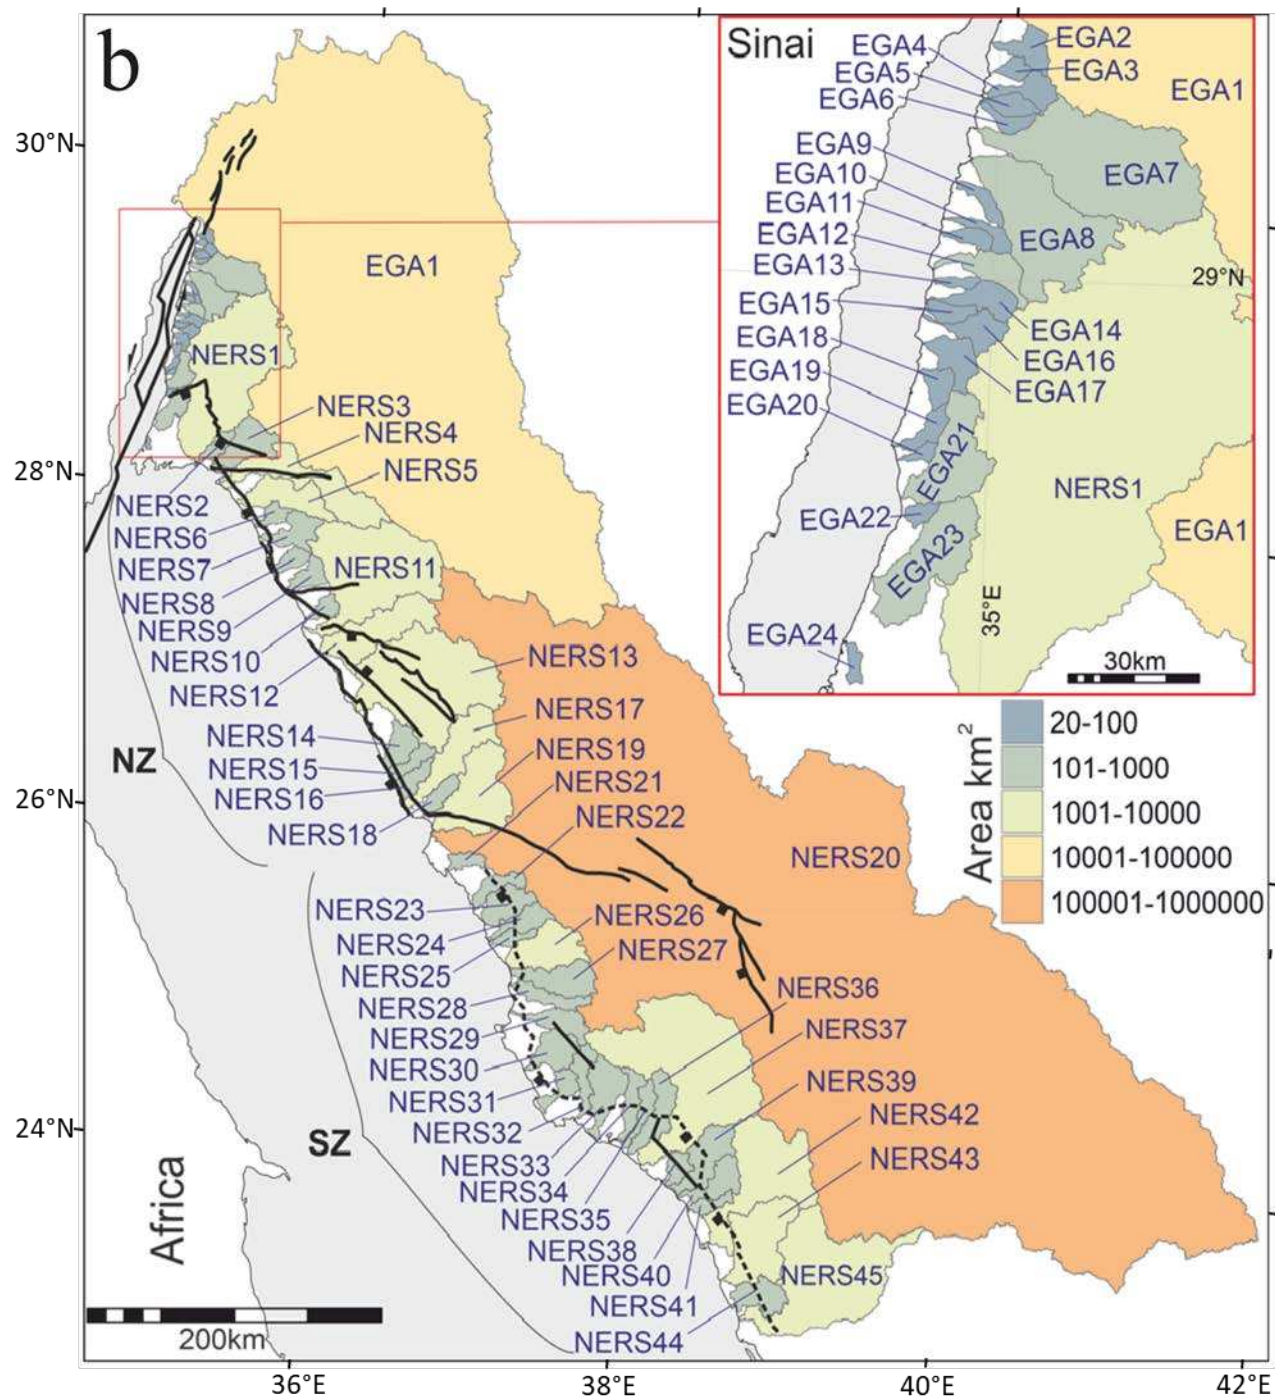 b
Sinai
EGA4
EGA5
EGA6
EGA2
EGA3
EGA1
EGA9
EGA10
EGA11
EGA12
EGA13
EGA15
EGA18
EGA19
EGA20
EGA7
EGA8
29°N
EGA14
EGA16
EGA17
EGA21
NERS1
EGA22
EGA23
EGA1
EGA24
35°E
30km
30°N
28°N
26°N
24°N
EGA1
NERS1
NERS3
NERS4
NERS5
NERS2
NERS6
NERS7
NERS8
NERS9
NERS10
NERS11
NERS12
NERS13
NERS14
NERS15
NERS16
NERS17
NERS18
NERS19
NERS21
NERS22
NERS20
NZ
Area km²
20-100
101-1000
1001-10000
10001-100000
100001-1000000
NERS23
NERS24
NERS25
NERS26
NERS27
NERS28
NERS29
NERS30
NERS31
NERS32
NERS33
NERS34
NERS35
NERS36
NERS37
NERS38
NERS39
NERS40
NERS41
NERS42
NERS43
NERS44
NERS45
SZ
Africa
200km
36°E
38°E
40°E
42°E